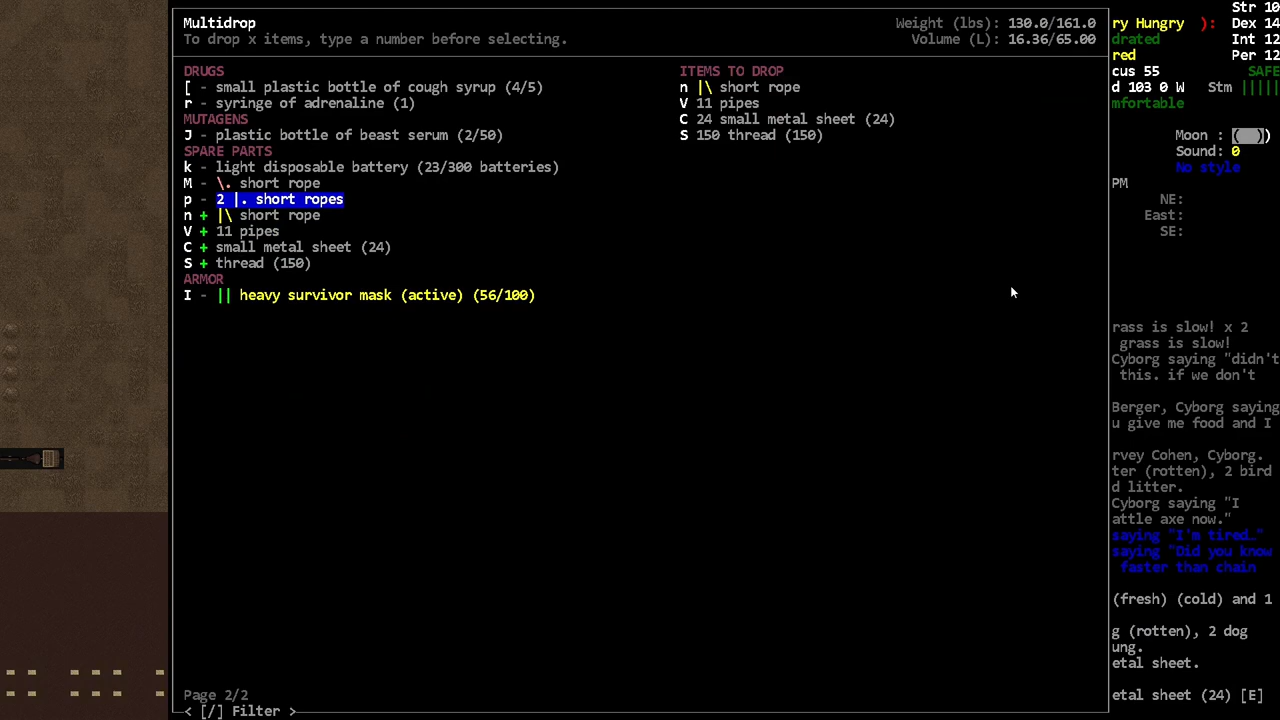 Multidrop
To drop x items, type a number before selecting.
Weight (lbs): 130.0/161.0
Volume (L): 16.36/65.00
DRUGS
[ - small plastic bottle of cough syrup (4/5)
r - syringe of adrenaline (1)
MUTAGENS
J - plastic bottle of beast serum (2/50)
SPARE PARTS
k - light disposable battery (23/300 batteries)
M - \. short rope
p - 2 |. short ropes
n + |\ short rope
V + 11 pipes
C + small metal sheet (24)
S + thread (150)
ARMOR
I - || heavy survivor mask (active) (56/100)
ITEMS TO DROP
n |\ short rope
V 11 pipes
C 24 small metal sheet (24)
S 150 thread (150)
Page 2/2
< [/] Filter >
Str 10
ry Hungry ): Dex 14
drated Int 12
red Per 12
cus 55 SAFE
d 103 0 W Stm |||||
mfortable
Moon : ( ))
Sound: 0
No style
PM
NE:
East:
SE:
rass is slow! x 2
grass is slow!
Cyborg saying "didn't
this. if we don't
Berger, Cyborg saying
u give me food and I
rvey Cohen, Cyborg.
ter (rotten), 2 bird
d litter.
Cyborg saying "I
attle axe now."
saying "I'm tired…"
saying "Did you know
faster than chain
(fresh) (cold) and 1
g (rotten), 2 dog
ung.
etal sheet.
etal sheet (24) [E]